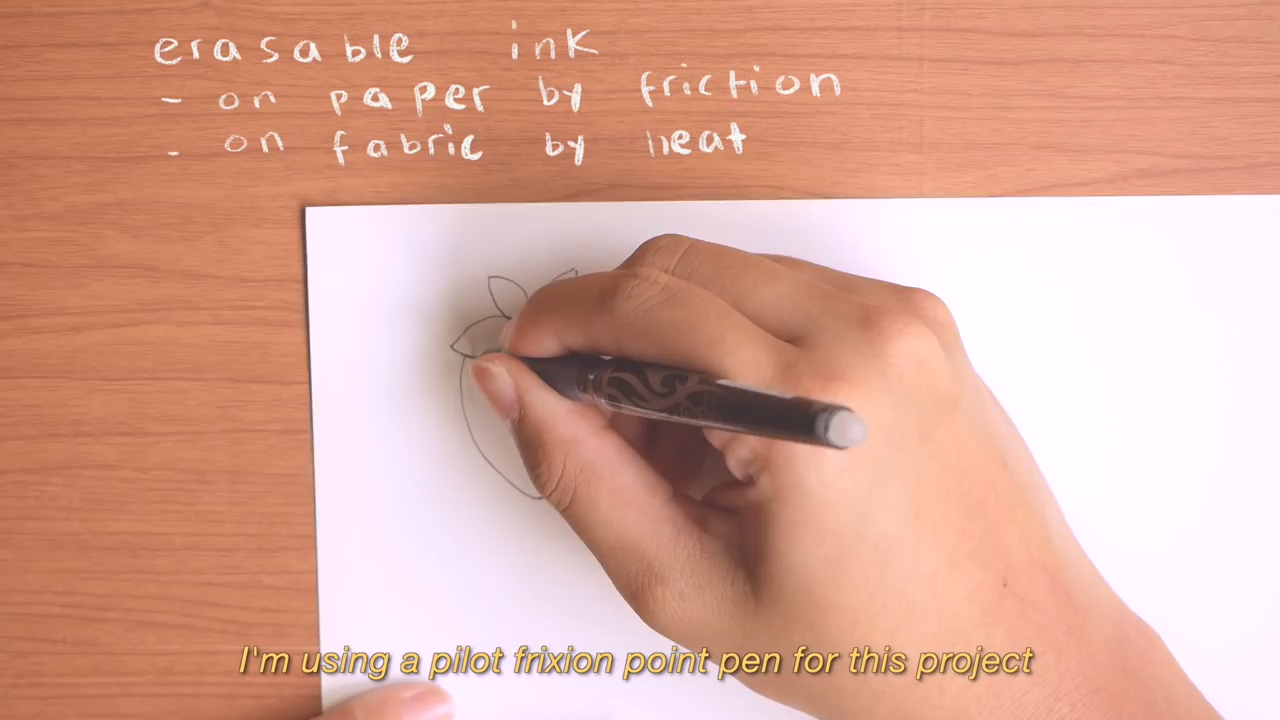 erasable ink
- on paper by friction
- on fabric by heat
I'm using a pilot frixion point pen for this project